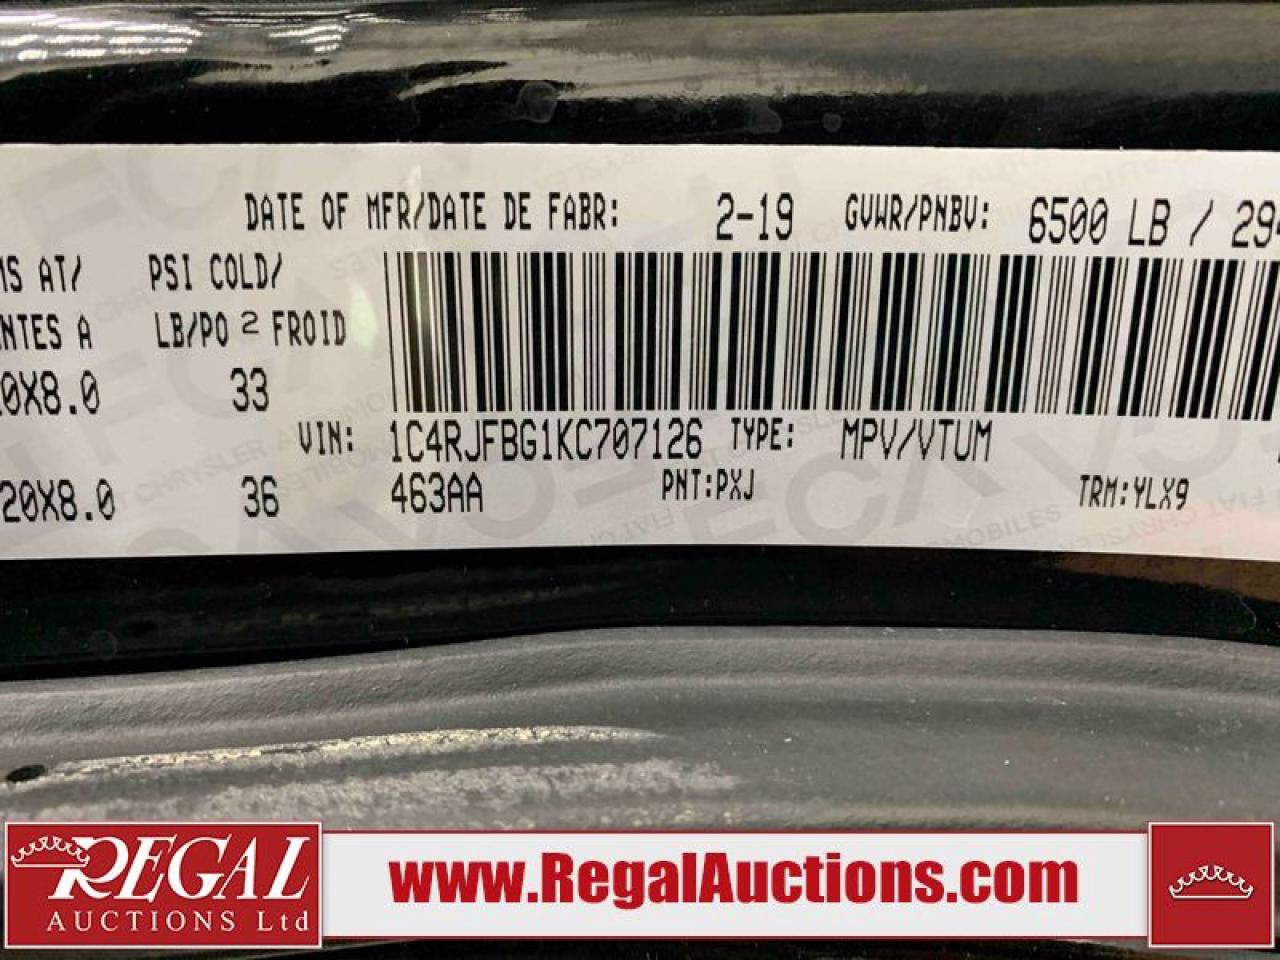 DATE OF MFR/DATE DE FABR: 2-19 GVWR/PNBV: 6500 LB / 294
MS AT/ PSI COLD/
NTES A LB/PO 2 FROID
0X8.0 33
VIN: 1C4RJFBG1KC707126 TYPE: MPV/VTUM
20X8.0 36 463AA PNT:PXJ TRM:YLX9
REGAL
AUCTIONS Ltd
www.RegalAuctions.com